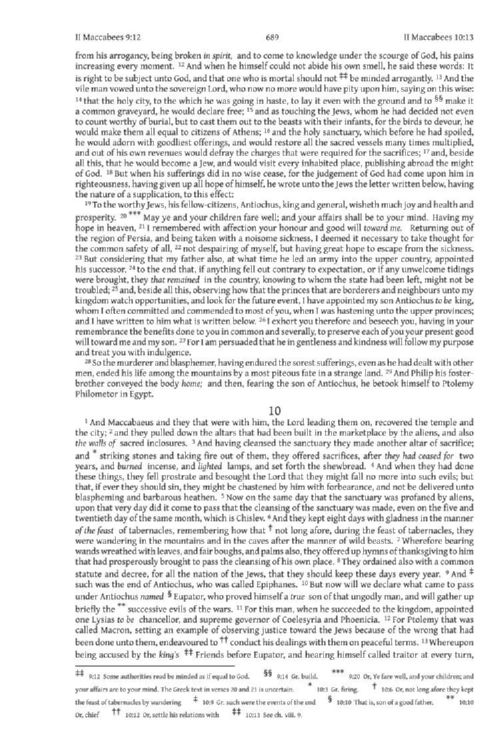 II Maccabees 9:12 689 II Maccabees 10:13
from his arrogancy, being broken in spirit, and to come to knowledge under the scourge of God, his pains
increasing every moment. 12 And when he himself could not abide his own smell, he said these words: It
is right to be subject unto God, and that one who is mortal should not ‡‡ be minded arrogantly. 13 And the
vile man vowed unto the sovereign Lord, who now no more would have pity upon him, saying on this wise:
14 that the holy city, to the which he was going in haste, to lay it even with the ground and to §§ make it
a common graveyard, he would declare free; 15 and as touching the Jews, whom he had decided not even
to count worthy of burial, but to cast them out to the beasts with their infants, for the birds to devour, he
would make them all equal to citizens of Athens; 16 and the holy sanctuary, which before he had spoiled,
he would adorn with goodliest offerings, and would restore all the sacred vessels many times multiplied,
and out of his own revenues would defray the charges that were required for the sacrifices; 17 and, beside
all this, that he would become a Jew, and would visit every inhabited place, publishing abroad the might
of God. 18 But when his sufferings did in no wise cease, for the judgement of God had come upon him in
righteousness, having given up all hope of himself, he wrote unto the Jews the letter written below, having
the nature of a supplication, to this effect:
19 To the worthy Jews, his fellow-citizens, Antiochus, king and general, wisheth much joy and health and
prosperity. 20 *** May ye and your children fare well; and your affairs shall be to your mind. Having my
hope in heaven, 21 I remembered with affection your honour and good will toward me. Returning out of
the region of Persia, and being taken with a noisome sickness, I deemed it necessary to take thought for
the common safety of all, 22 not despairing of myself, but having great hope to escape from the sickness.
23 But considering that my father also, at what time he led an army into the upper country, appointed
his successor, 24 to the end that, if anything fell out contrary to expectation, or if any unwelcome tidings
were brought, they that remained in the country, knowing to whom the state had been left, might not be
troubled; 25 and, beside all this, observing how that the princes that are borderers and neighbours unto my
kingdom watch opportunities, and look for the future event, I have appointed my son Antiochus to be king,
whom I often committed and commended to most of you, when I was hastening unto the upper provinces;
and I have written to him what is written below. 26 I exhort you therefore and beseech you, having in your
remembrance the benefits done to you in common and severally, to preserve each of you your present good
will toward me and my son. 27 For I am persuaded that he in gentleness and kindness will follow my purpose
and treat you with indulgence.
28 So the murderer and blasphemer, having endured the sorest sufferings, even as he had dealt with other
men, ended his life among the mountains by a most piteous fate in a strange land. 29 And Philip his foster-
brother conveyed the body home; and then, fearing the son of Antiochus, he betook himself to Ptolemy
Philometor in Egypt.
10
1 And Maccabaeus and they that were with him, the Lord leading them on, recovered the temple and
the city; 2 and they pulled down the altars that had been built in the marketplace by the aliens, and also
the walls of sacred inclosures. 3 And having cleansed the sanctuary they made another altar of sacrifice;
and * striking stones and taking fire out of them, they offered sacrifices, after they had ceased for two
years, and burned incense, and lighted lamps, and set forth the shewbread. 4 And when they had done
these things, they fell prostrate and besought the Lord that they might fall no more into such evils; but
that, if ever they should sin, they might be chastened by him with forbearance, and not be delivered unto
blaspheming and barbarous heathen. 5 Now on the same day that the sanctuary was profaned by aliens,
upon that very day did it come to pass that the cleansing of the sanctuary was made, even on the five and
twentieth day of the same month, which is Chislev. 6 And they kept eight days with gladness in the manner
of the feast of tabernacles, remembering how that † not long afore, during the feast of tabernacles, they
were wandering in the mountains and in the caves after the manner of wild beasts. 7 Wherefore bearing
wands wreathed with leaves, and fair boughs, and palms also, they offered up hymns of thanksgiving to him
that had prosperously brought to pass the cleansing of his own place. 8 They ordained also with a common
statute and decree, for all the nation of the Jews, that they should keep these days every year. 9 And ‡
such was the end of Antiochus, who was called Epiphanes. 10 But now will we declare what came to pass
under Antiochus named § Eupator, who proved himself a true son of that ungodly man, and will gather up
briefly the ** successive evils of the wars. 11 For this man, when he succeeded to the kingdom, appointed
one Lysias to be chancellor, and supreme governor of Coelesyria and Phoenicia. 12 For Ptolemy that was
called Macron, setting an example of observing justice toward the Jews because of the wrong that had
been done unto them, endeavoured to †† conduct his dealings with them on peaceful terms. 13 Whereupon
being accused by the king's ‡‡ Friends before Eupator, and hearing himself called traitor at every turn,
‡‡ 9:12 Some authorities read be minded as if equal to God. §§ 9:14 Gr. build. *** 9:20 Or, Ye fare well, and your children; and
your affairs are to your mind. The Greek text in verses 20 and 21 is uncertain. * 10:3 Gr. firing. † 10:6 Or, not long afore they kept
the feast of tabernacles by wandering ‡ 10:9 Gr. such were the events of the end § 10:10 That is, son of a good father. ** 10:10
Or, chief †† 10:12 Or, settle his relations with ‡‡ 10:13 See ch. viii. 9.